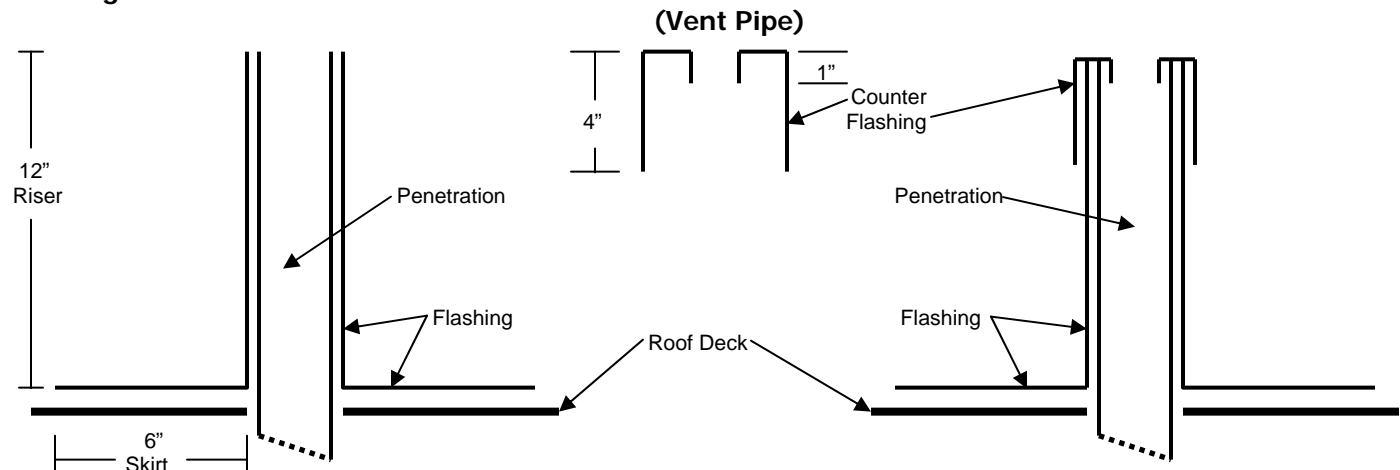 (Vent Pipe)
12”
Riser
Penetration
Flashing
6”
Skirt
4”
1”
Counter
Flashing
Roof Deck
Penetration
Flashing